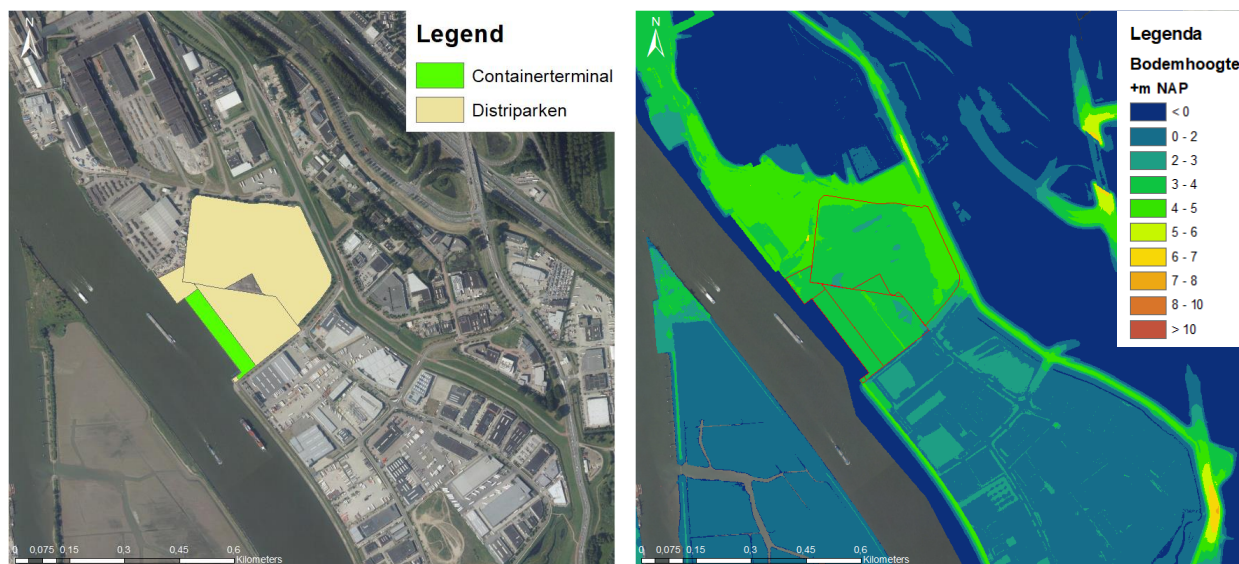 N
Legend
Containerterminal
Distriparken
0 0,075 0,15 0,3 0,45 0,6
Kilometers
N
Legenda
Bodemhoogte
+m NAP
< 0
0 - 2
2 - 3
3 - 4
4 - 5
5 - 6
6 - 7
7 - 8
8 - 10
> 10
0 0,075 0,15 0,3 0,45 0,6
Kilometers